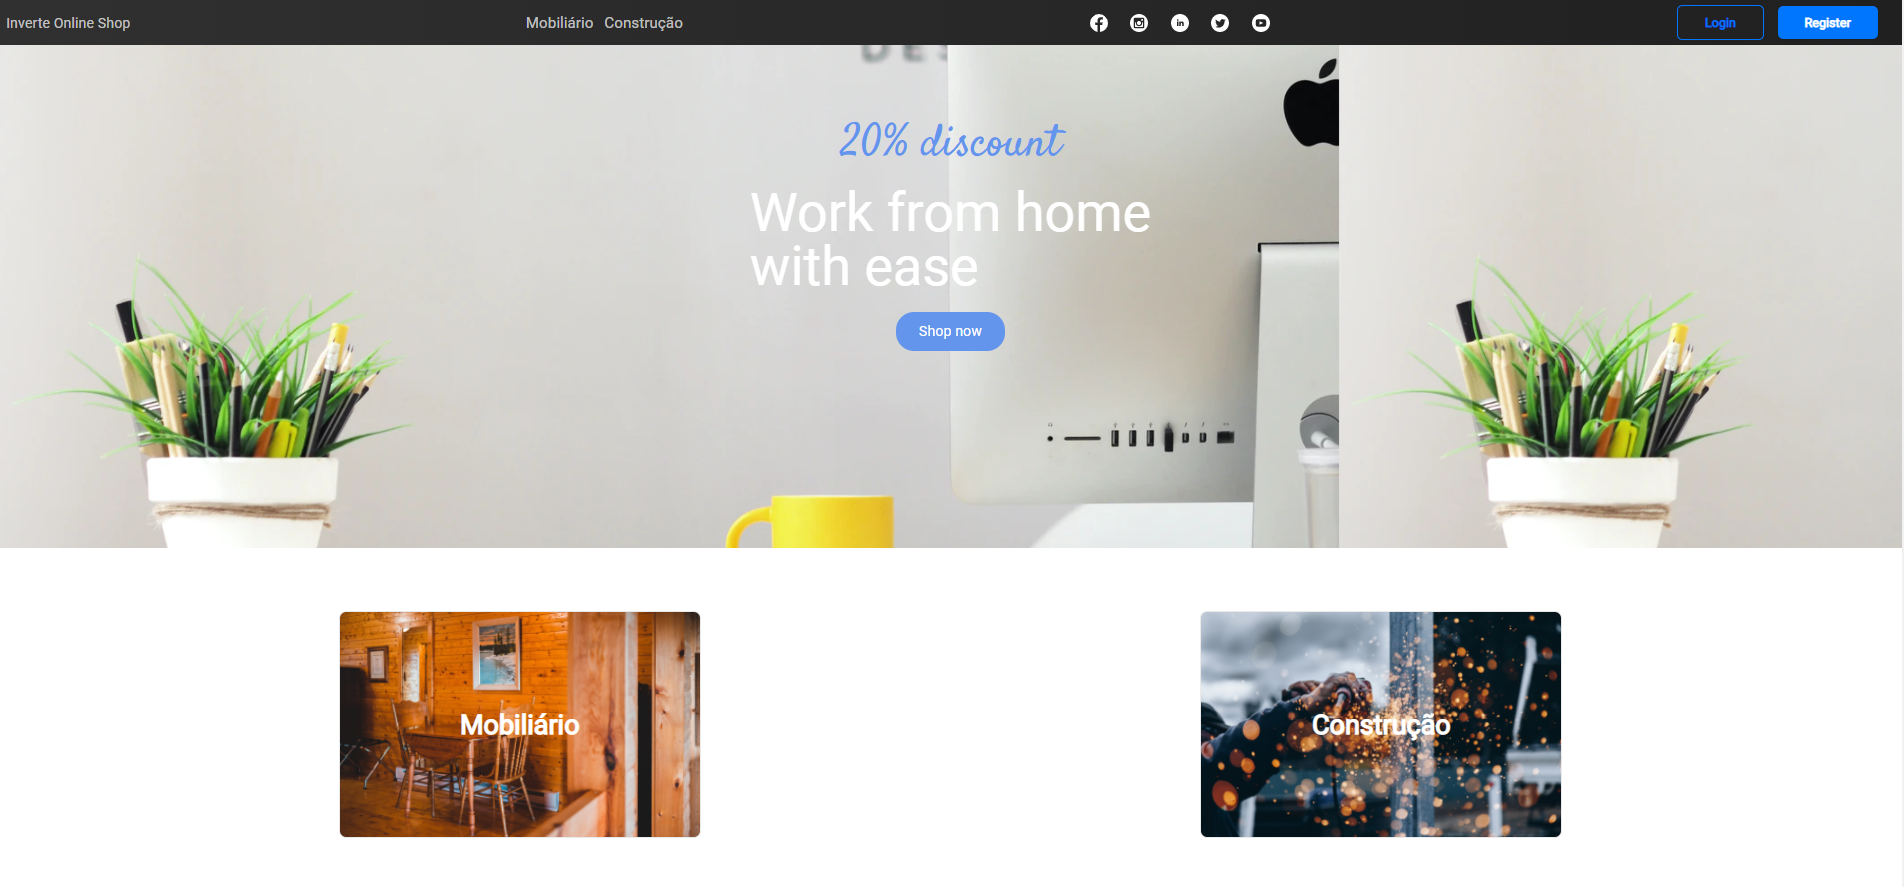 Inverte Online Shop
Mobiliário Construção
Login
Register
20% discount
Work from home
with ease
Shop now
Mobiliário
Construção